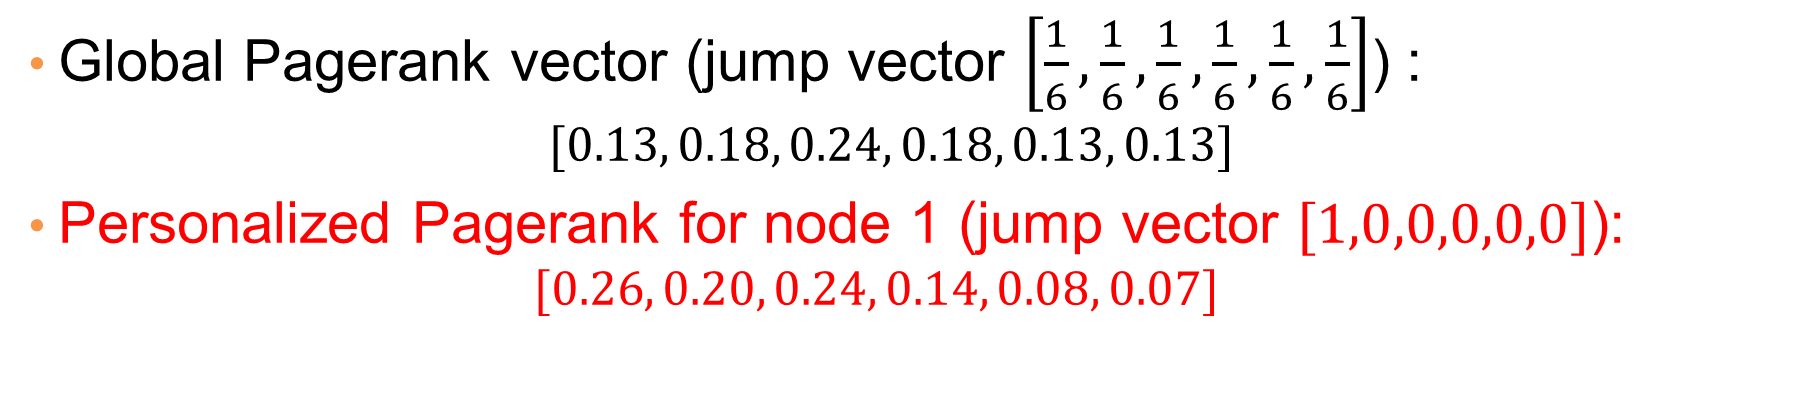 • Global Pagerank vector (jump vector [1/6, 1/6, 1/6, 1/6, 1/6, 1/6]) :
[0.13, 0.18, 0.24, 0.18, 0.13, 0.13]
• Personalized Pagerank for node 1 (jump vector [1,0,0,0,0,0]):
[0.26, 0.20, 0.24, 0.14, 0.08, 0.07]